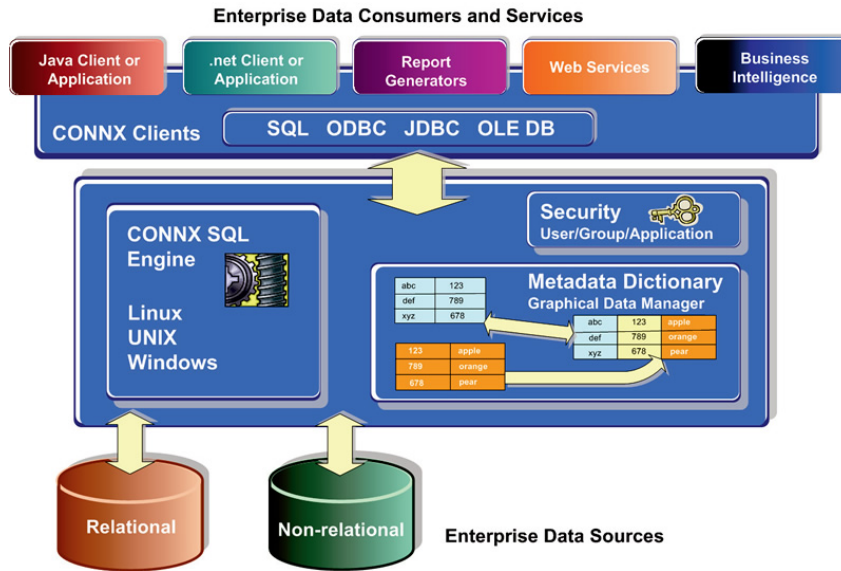 Enterprise Data Consumers and Services
Java Client or
Application
.net Client or
Application
Report
Generators
Web Services
Business
Intelligence
CONNX Clients
SQL ODBC JDBC OLE DB
CONNX SQL
Engine
Linux
UNIX
Windows
Security
User/Group/Application
Metadata Dictionary
Graphical Data Manager
abc 123
def 789
xyz 678
123 apple
789 orange
678 pear
abc 123 apple
def 789 orange
xyz 678 pear
Relational
Non-relational
Enterprise Data Sources